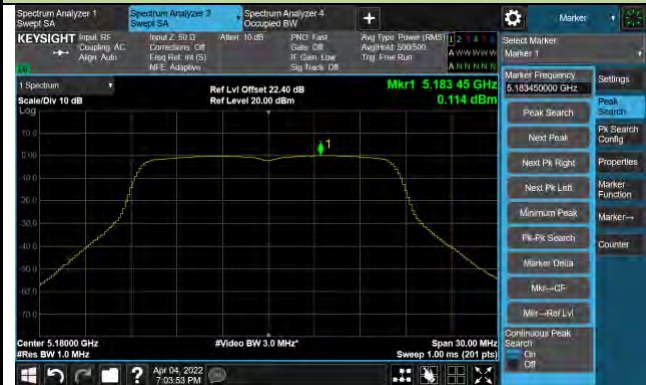 Spectrum Analyzer 1
Swept SA
Spectrum Analyzer 3
Swept SA
Spectrum Analyzer 4
Occupied BW
+
Marker
KEYSIGHT
Input: RF
Coupling: AC
Align: Auto
Input Z: 50 Ω
Corrections: Off
Freq Ref: Int (S)
NFE: Adaptive
Atten: 10 dB
PNO: Fast
Gate: Off
IF Gain: Low
Sig Track: Off
Avg Type: Power (RMS)
Avg|Hold: 500/500
Trig: Free Run
A W W W W W
A N N N N N
Select Marker
Marker 1
1 Spectrum
Scale/Div 10 dB
Log
Ref Lvl Offset 22.40 dB
Ref Level 20.00 dBm
Mkr1 5.183 45 GHz
0.114 dBm
1
10.0
0.00
-10.0
-20.0
-30.0
-40.0
-50.0
-60.0
-70.0
Marker Frequency
5.183450000 GHz
Peak Search
Next Peak
Next Pk Right
Next Pk Left
Minimum Peak
Pk-Pk Search
Marker Delta
Mkr→CF
Mkr→Ref Lvl
Continuous Peak
Search
On
Off
Settings
Peak
Search
Pk Search
Config
Properties
Marker
Function
Marker→
Counter
Center 5.18000 GHz
#Res BW 1.0 MHz
#Video BW 3.0 MHz*
Span 30.00 MHz
Sweep 1.00 ms (201 pts)
?
Apr 04, 2022
7:03:53 PM